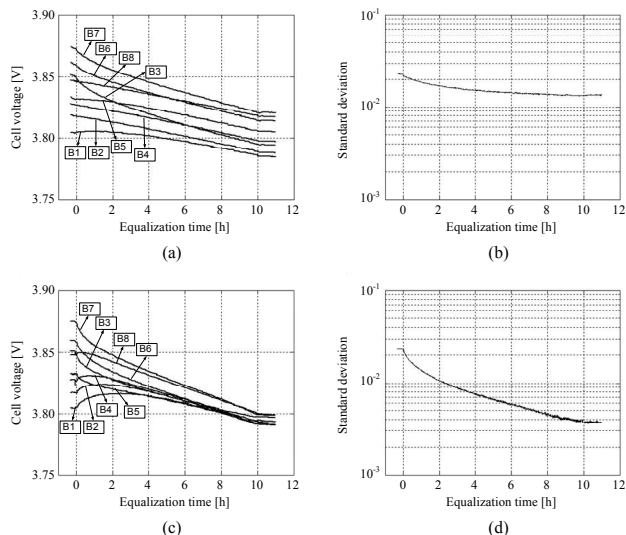 3.90
3.85
3.80
3.75
Cell voltage [V]
B7
B6
B8
B3
B1
B2
B5
B4
0 2 4 6 8 10 12
Equalization time [h]
(a)
10-1
10-2
10-3
Standard deviation
0 2 4 6 8 10 12
Equalization time [h]
(b)
3.90
3.85
3.80
3.75
Cell voltage [V]
B7
B3
B8
B6
B1
B2
B4
B5
0 2 4 6 8 10 12
Equalization time [h]
(c)
10-1
10-2
10-3
Standard deviation
0 2 4 6 8 10 12
Equalization time [h]
(d)